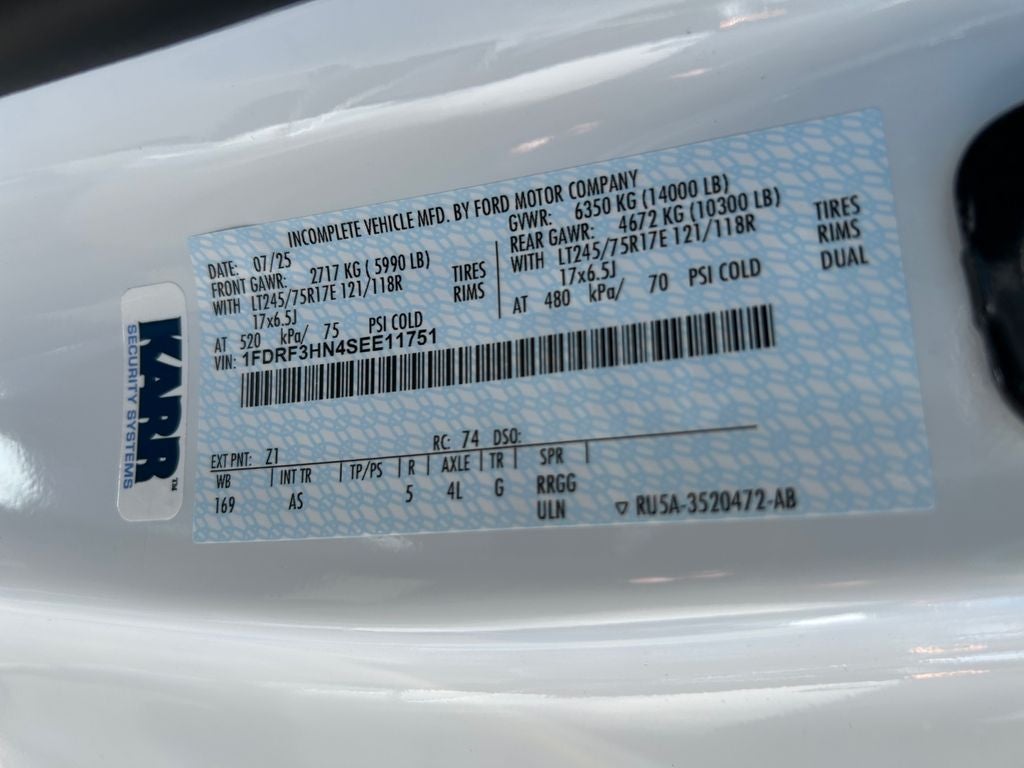 INCOMPLETE VEHICLE MFD. BY FORD MOTOR COMPANY
DATE: 07/25
GVWR: 6350 KG (14000 LB)
FRONT GAWR: 2717 KG ( 5990 LB)
REAR GAWR: 4672 KG (10300 LB)
WITH LT245/75R17E 121/118R TIRES
WITH LT245/75R17E 121/118R TIRES
17x6.5J RIMS
17x6.5J RIMS
AT 520 kPa/ 75 PSI COLD
AT 480 kPa/ 70 PSI COLD DUAL
VIN: 1FDRF3HN4SEE11751
EXT PNT: Z1 RC: 74 DSO:
WB INT TR TP/PS R AXLE TR SPR
169 AS 5 4L G RRGG
ULN ▽ RU5A-3520472-AB
KARR™
SECURITY SYSTEMS